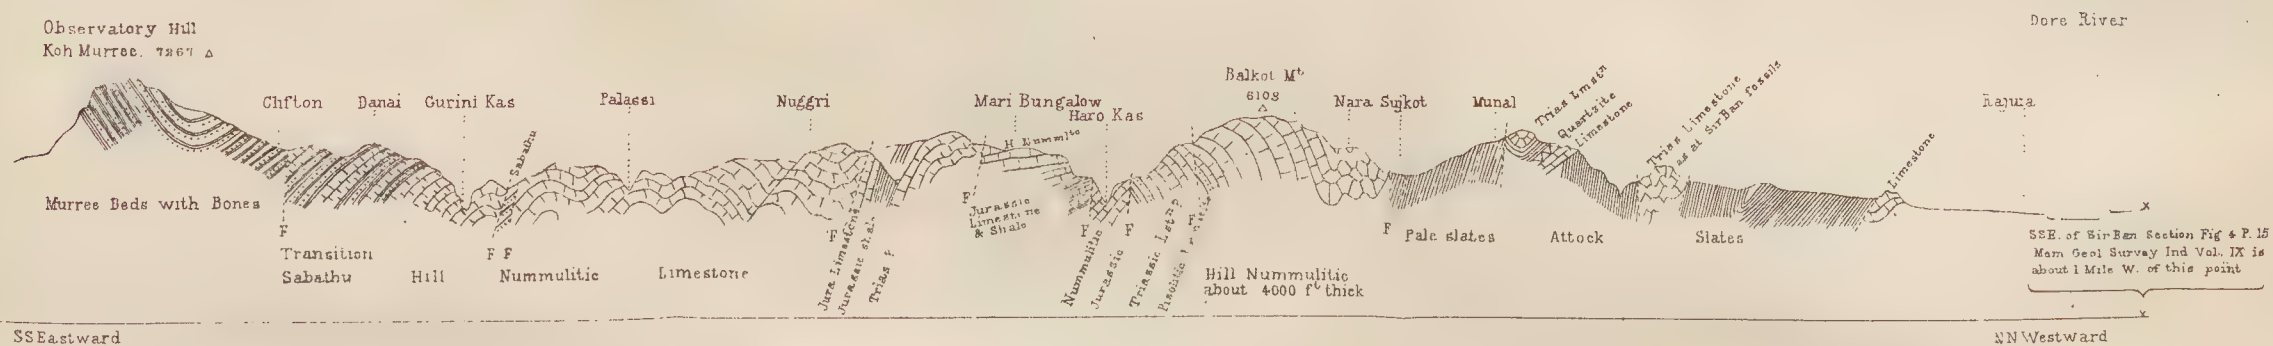 Observatory Hill
Koh Murree. 7267 △
Dore River
Clifton
Danai
Gurini Kas
Sabathu
Palassi
Nuggri
Mari Bungalow
H Nummltc
Haro Kas
Balkot Mt
6108
△
Nara
Sujkot
Munal
Trias Lmstn
Quartzite
Limestone
Trias Limestone
as at SirBan fossils
Limestone
Rajura
Murree Beds with Bones
F
Transition
Sabathu
Hill
F F
Nummulitic
Limestone
F
Jura Limestone
Jurassic shale
Trias ?
F
Jurassic
Limestone
& Shale
F
Nummulitic
F
Jurassic
Triassic Lstn ?
F
Hill Nummulitic
about 4000 ft thick
F
Pale slates
Attock
Slates
x
SSE. of SirBan Section Fig 4 P. 15
Mem Geol Survey Ind Vol. IX is
about 1 Mile W. of this point
x
SSEastward
NNWestward